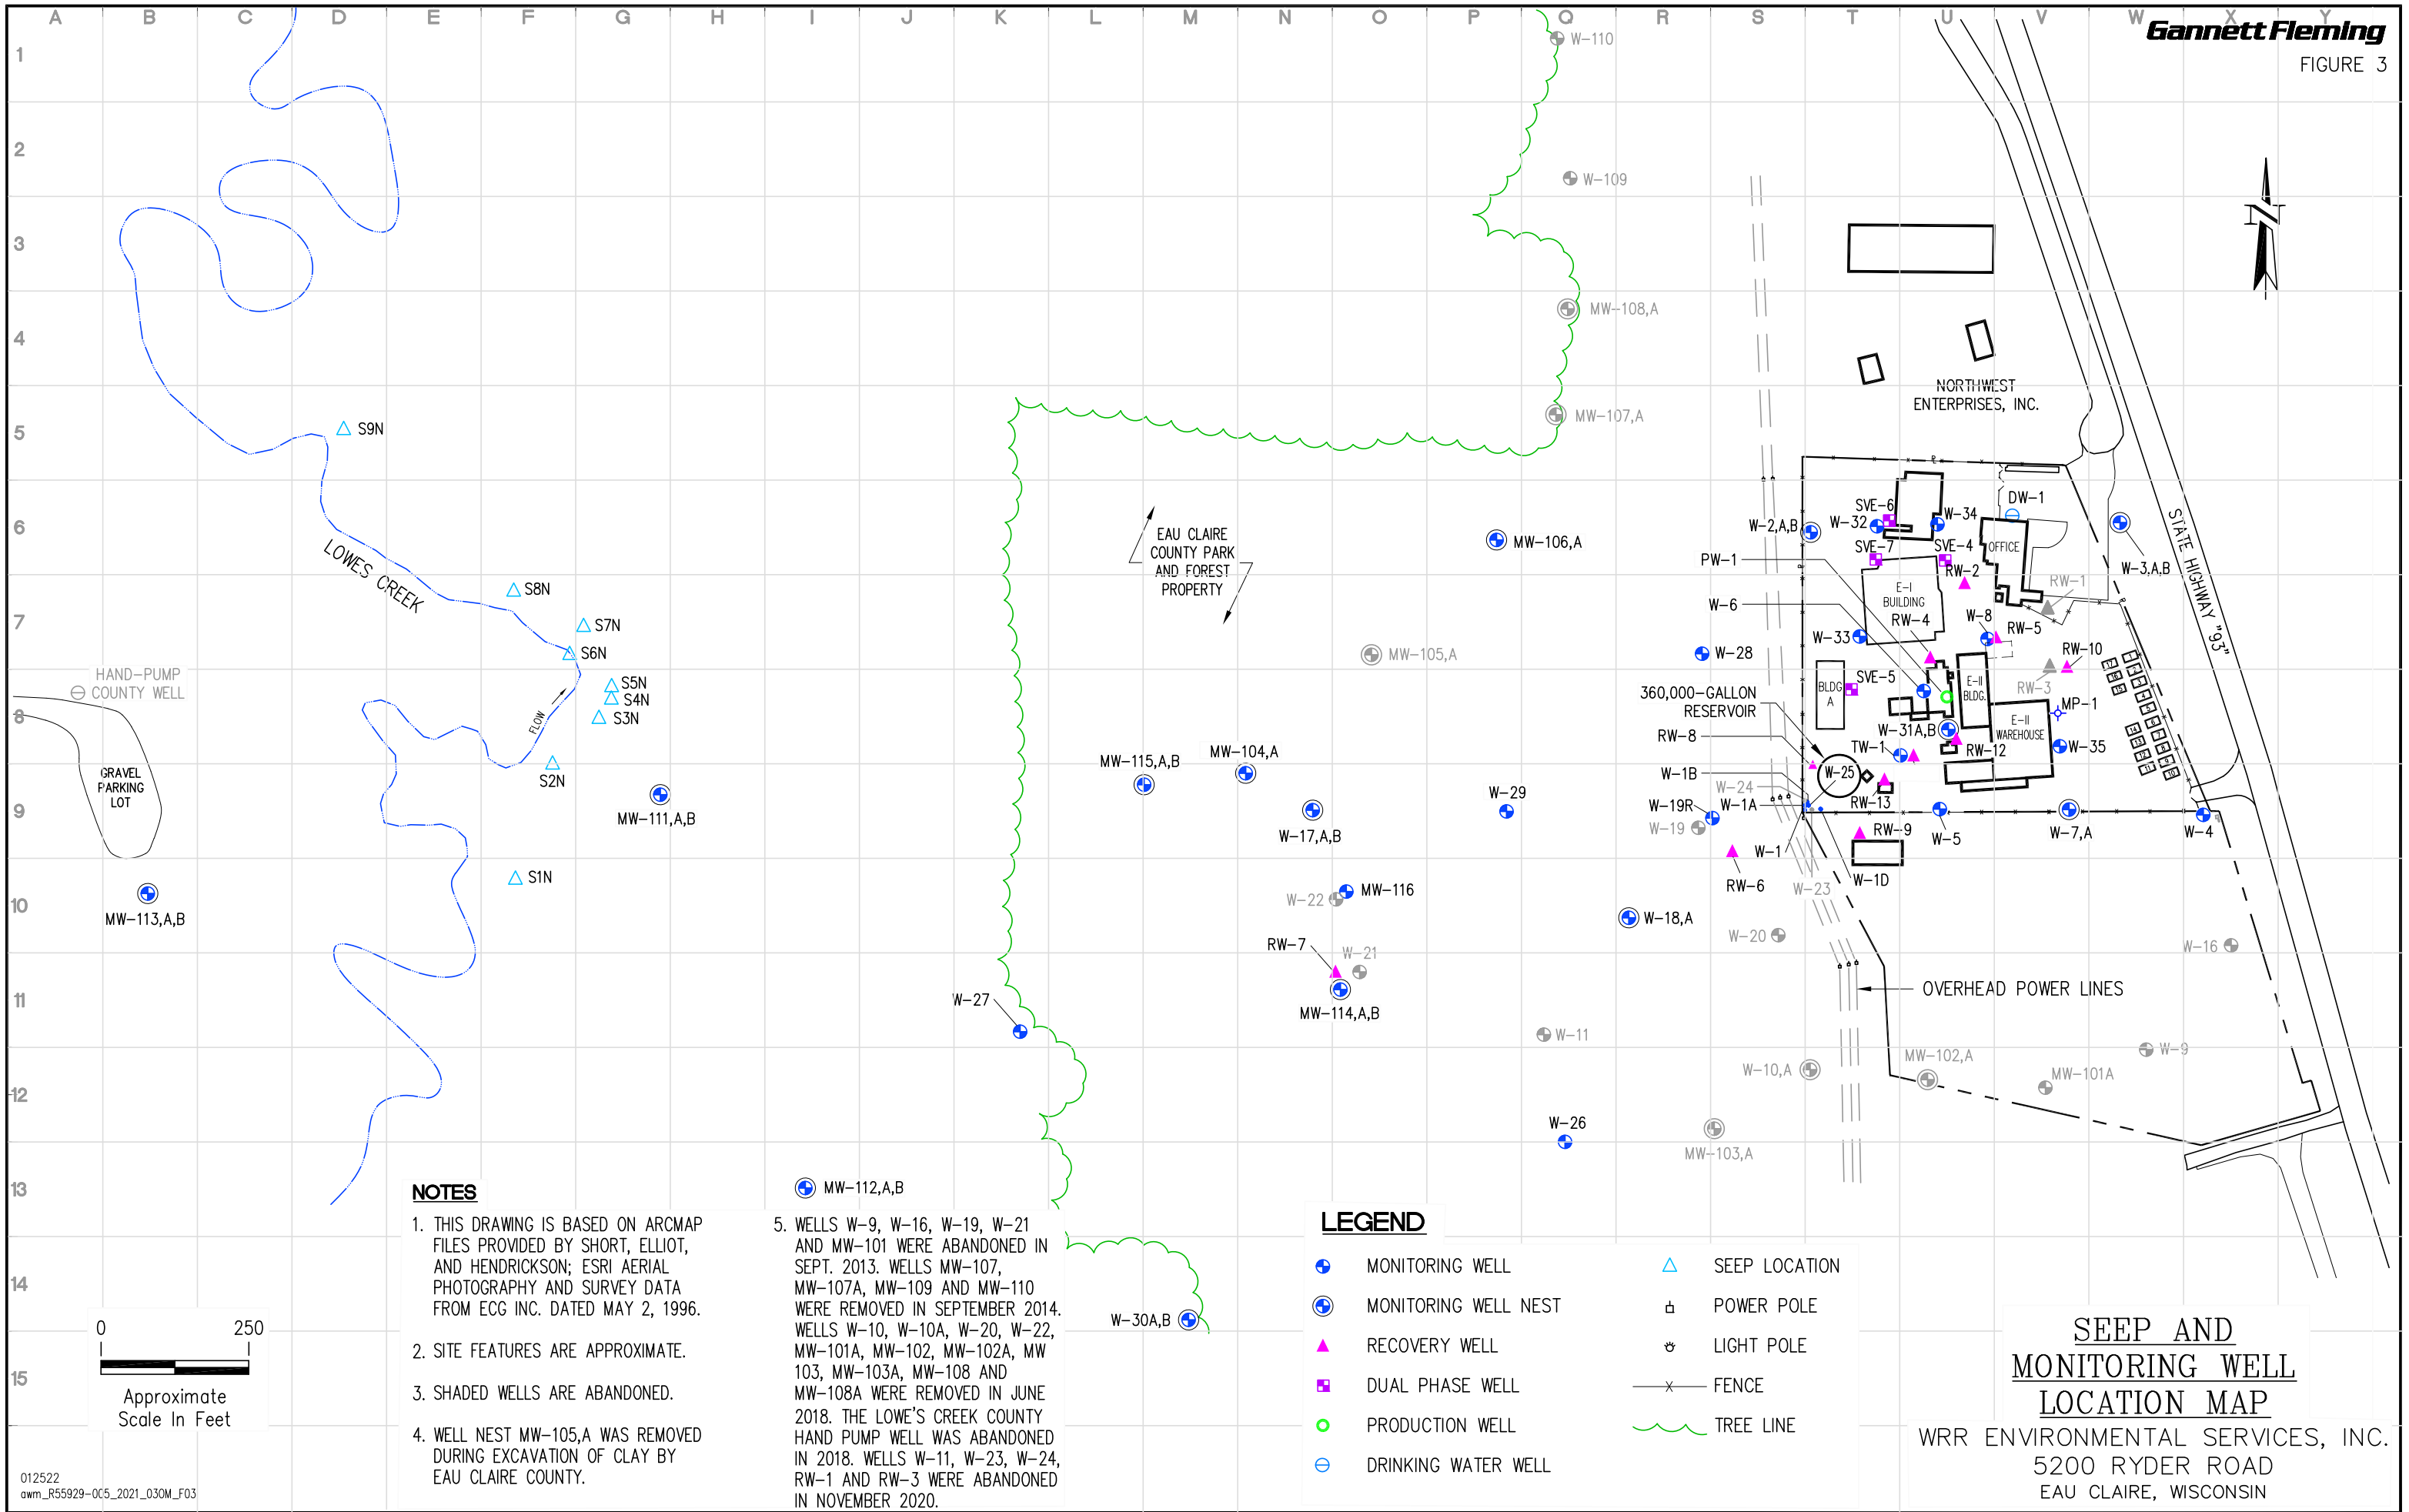 A B C D E F G H I J K L M N O P Q R S T U V W X Y
Gannett Fleming
FIGURE 3
1
2
3
4
5
6
7
8
9
10
11
12
13
14
15
W-110
W-109
MW-108,A
MW-107,A
NORTHWEST
ENTERPRISES, INC.
S9N
LOWES CREEK
S8N
S7N
S6N
S5N
S4N
S3N
FLOW
S2N
S1N
HAND-PUMP
COUNTY WELL
GRAVEL
PARKING
LOT
MW-113,A,B
MW-111,A,B
EAU CLAIRE
COUNTY PARK
AND FOREST
PROPERTY
MW-106,A
MW-105,A
MW-115,A,B
MW-104,A
W-17,A,B
W-29
W-28
W-22
MW-116
RW-7
W-21
MW-114,A,B
W-27
W-11
W-26
MW-103,A
W-10,A
MW-102,A
MW-101A
W-9
W-16
W-20
W-18,A
OVERHEAD POWER LINES
W-2,A,B
W-32
SVE-6
W-34
DW-1
OFFICE
SVE-7
SVE-4
RW-2
PW-1
E-I
BUILDING
RW-4
W-6
W-33
W-8
RW-5
RW-1
W-3,A,B
STATE HIGHWAY "93"
RW-10
RW-3
MP-1
BLDG
A
SVE-5
E-II
BLDG.
E-II
WAREHOUSE
W-31A,B
TW-1
RW-12
W-35
360,000-GALLON
RESERVOIR
RW-8
W-1B
W-24
W-1A
W-25
RW-13
W-19R
W-19
W-1
RW-6
W-23
W-1D
RW-9
W-5
W-7,A
W-4
MW-112,A,B
W-30A,B
NOTES
1. THIS DRAWING IS BASED ON ARCMAP
FILES PROVIDED BY SHORT, ELLIOT,
AND HENDRICKSON; ESRI AERIAL
PHOTOGRAPHY AND SURVEY DATA
FROM ECG INC. DATED MAY 2, 1996.
2. SITE FEATURES ARE APPROXIMATE.
3. SHADED WELLS ARE ABANDONED.
4. WELL NEST MW-105,A WAS REMOVED
DURING EXCAVATION OF CLAY BY
EAU CLAIRE COUNTY.
5. WELLS W-9, W-16, W-19, W-21
AND MW-101 WERE ABANDONED IN
SEPT. 2013. WELLS MW-107,
MW-107A, MW-109 AND MW-110
WERE REMOVED IN SEPTEMBER 2014.
WELLS W-10, W-10A, W-20, W-22,
MW-101A, MW-102, MW-102A, MW
103, MW-103A, MW-108 AND
MW-108A WERE REMOVED IN JUNE
2018. THE LOWE'S CREEK COUNTY
HAND PUMP WELL WAS ABANDONED
IN 2018. WELLS W-11, W-23, W-24,
RW-1 AND RW-3 WERE ABANDONED
IN NOVEMBER 2020.
LEGEND
MONITORING WELL
MONITORING WELL NEST
RECOVERY WELL
DUAL PHASE WELL
PRODUCTION WELL
DRINKING WATER WELL
SEEP LOCATION
POWER POLE
LIGHT POLE
FENCE
TREE LINE
0 250
Approximate
Scale In Feet
012522
awm_R55929-005_2021_030M_F03
SEEP AND
MONITORING WELL
LOCATION MAP
WRR ENVIRONMENTAL SERVICES, INC.
5200 RYDER ROAD
EAU CLAIRE, WISCONSIN